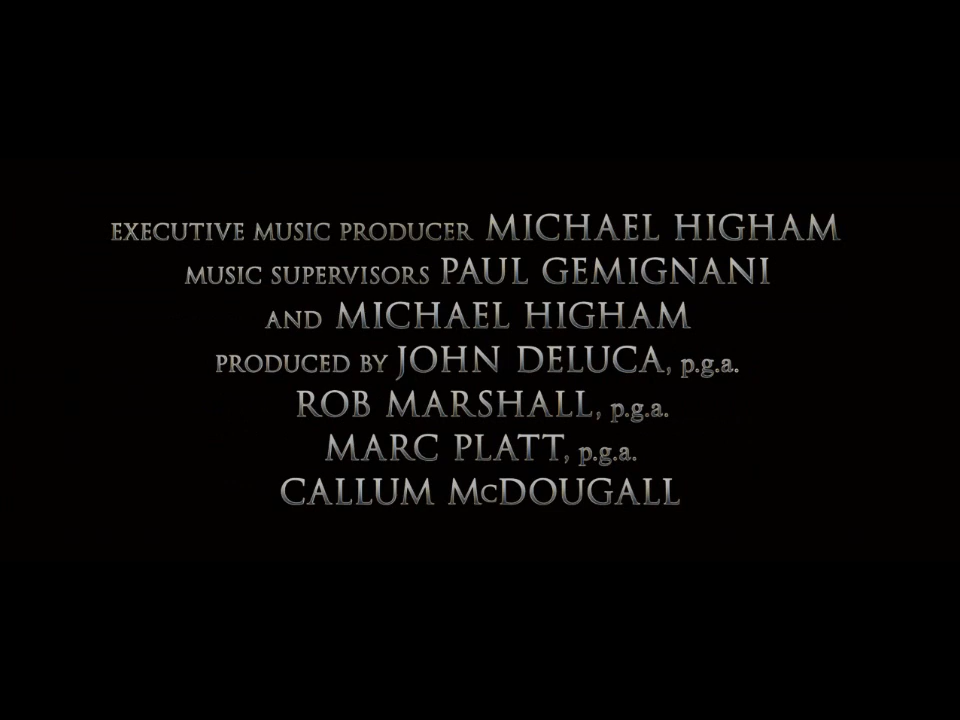 EXECUTIVE MUSIC PRODUCER MICHAEL HIGHAM
MUSIC SUPERVISORS PAUL GEMIGNANI
AND MICHAEL HIGHAM
PRODUCED BY JOHN DELUCA, p.g.a.
ROB MARSHALL, p.g.a.
MARC PLATT, p.g.a.
CALLUM McDOUGALL